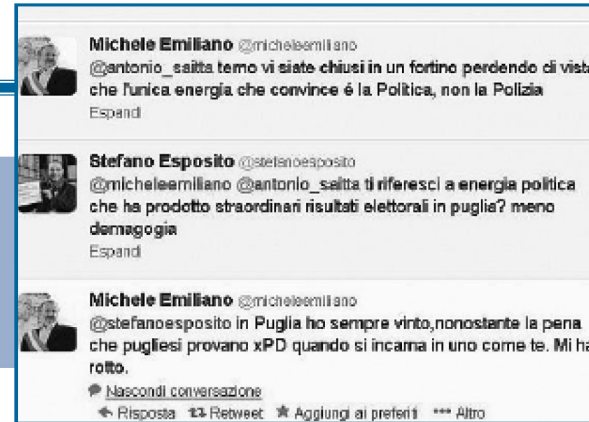 Michele Emiliano @micheleemiliano
@antonio_saitta temo vi siate chiusi in un fortino perdendo di vista
che l'unica energia che convince é la Politica, non la Polizia
Espandi
Stefano Esposito @stefanoesposito
@micheleemiliano @antonio_saitta ti riferesci a energia politica
che ha prodotto straordinari risultati elettorali in puglia? meno
demagogia
Espandi
Michele Emiliano @micheleemiliano
@stefanoesposito in Puglia ho sempre vinto,nonostante la pena
che pugliesi provano xPD quando si incarna in uno come te. Mi ha
rotto.
Nascondi conversazione
Risposta Retweet Aggiungi ai preferiti ••• Altro